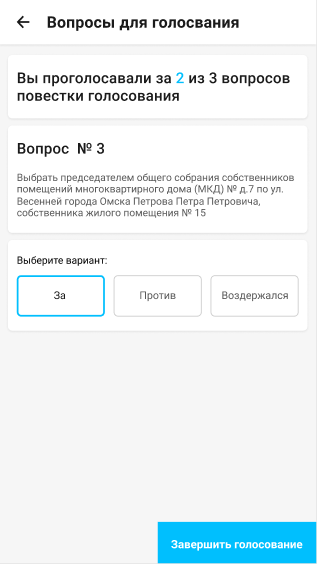 Вопросы для голосвания
Вы проголосавали за 2 из 3 вопросов
повестки голосования
Вопрос № 3
Выбрать председателем общего собрания собственников
помещений многоквартирного дома (МКД) № д.7 по ул.
Весенней города Омска Петрова Петра Петровича,
собственника жилого помещения № 15
Выберите вариант:
За
Против
Воздержался
Завершить голосование